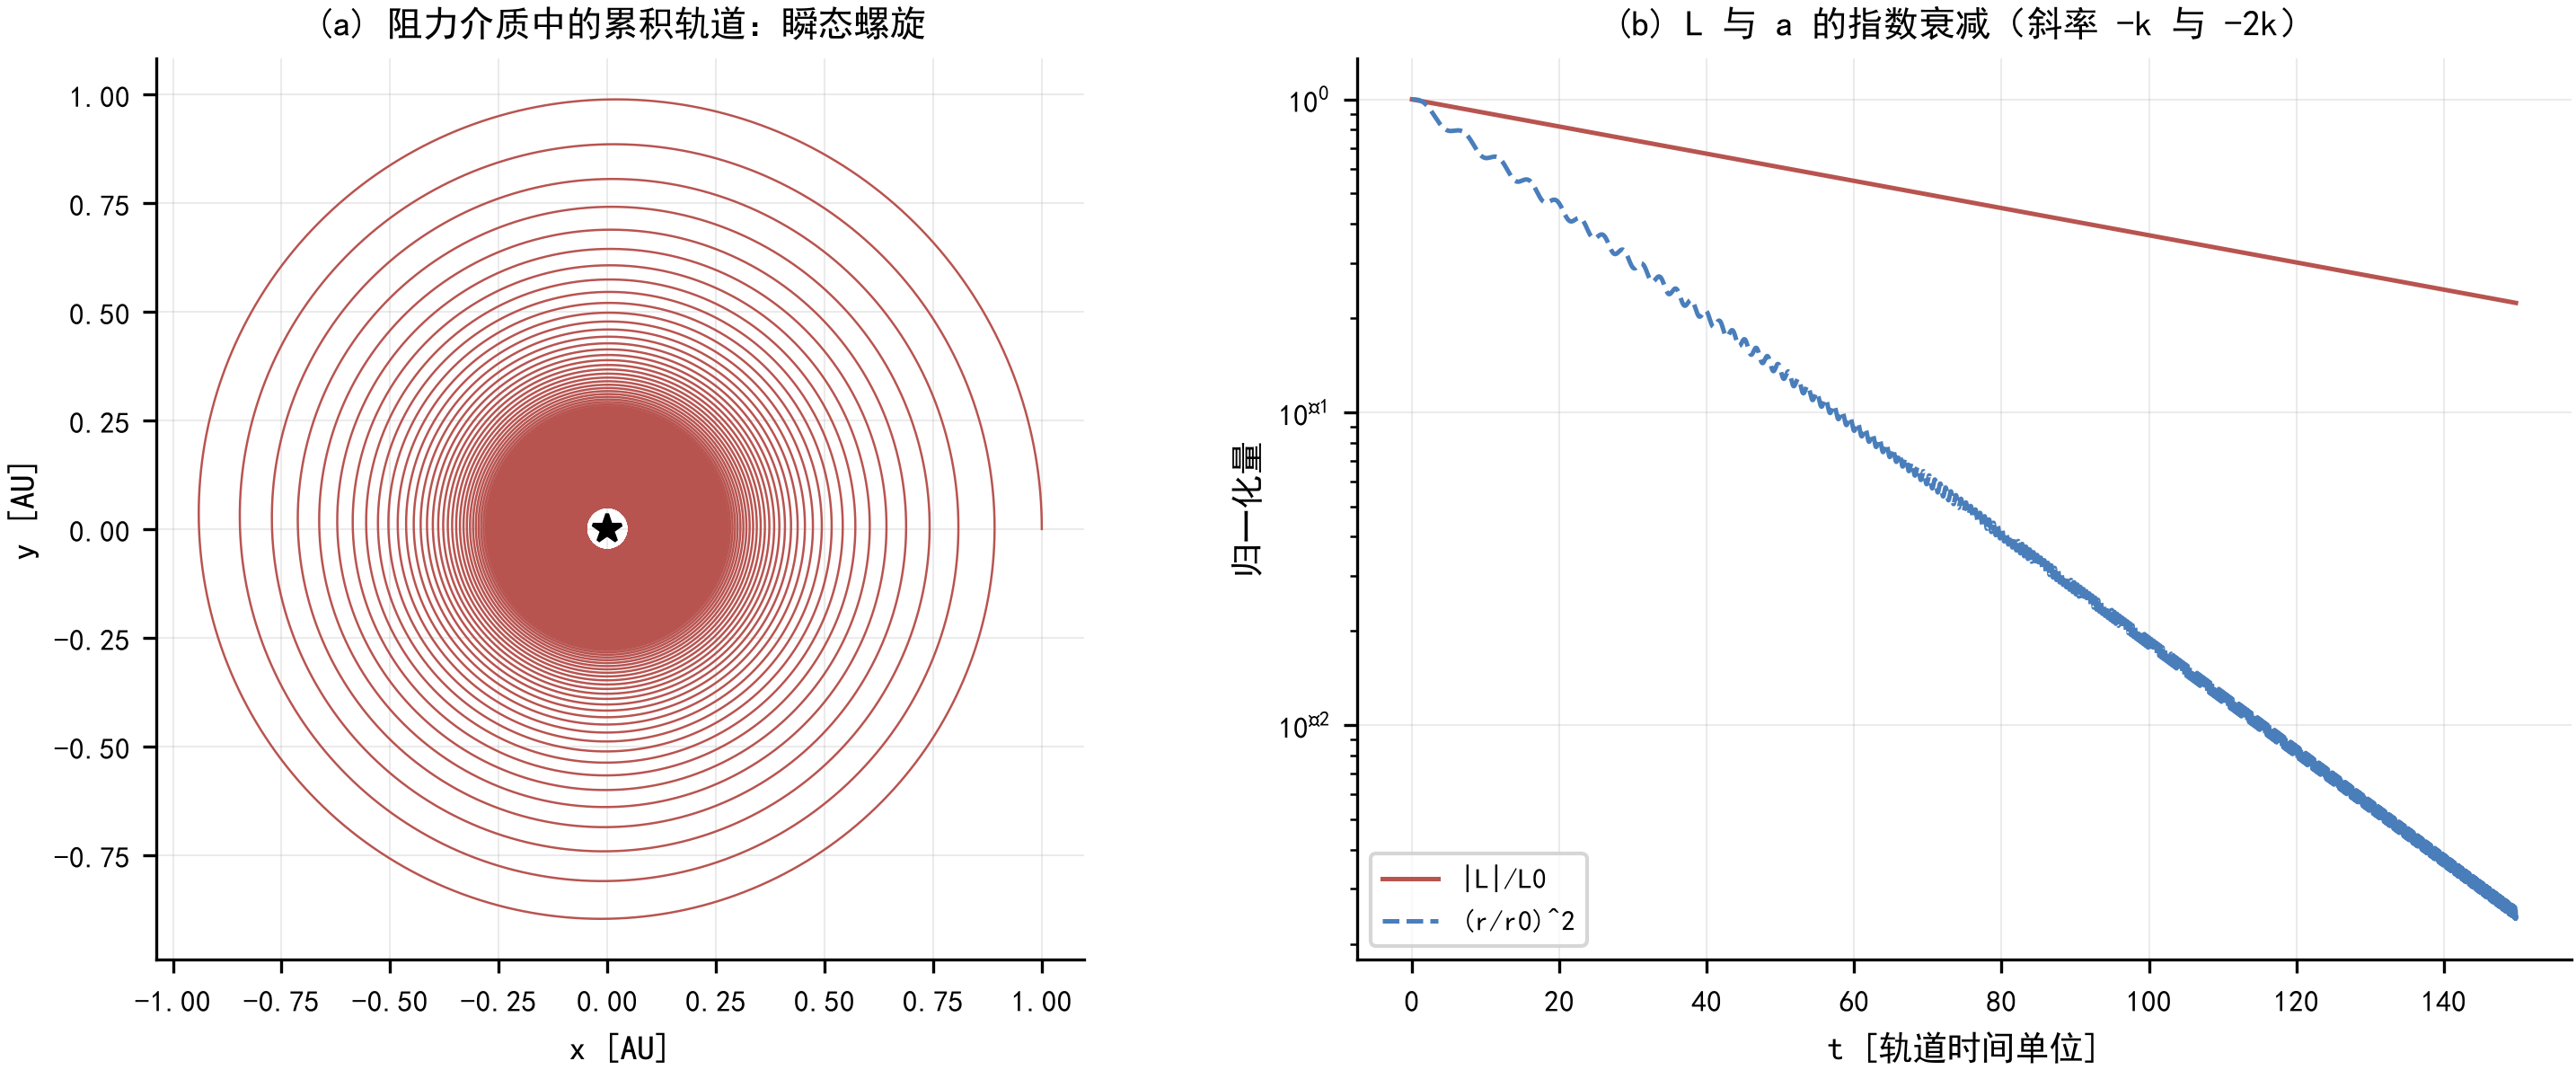 (a) 阻力介质中的累积轨道：瞬态螺旋
1.00
0.75
0.50
0.25
0.00
−0.25
−0.50
−0.75
y [AU]
−1.00 −0.75 −0.50 −0.25 0.00 0.25 0.50 0.75 1.00
x [AU]
(b) L 与 a 的指数衰减（斜率 -k 与 -2k）
10⁰
10¤1
10¤2
归一化量
|L|/L0
(r/r0)^2
0 20 40 60 80 100 120 140
t [轨道时间单位]